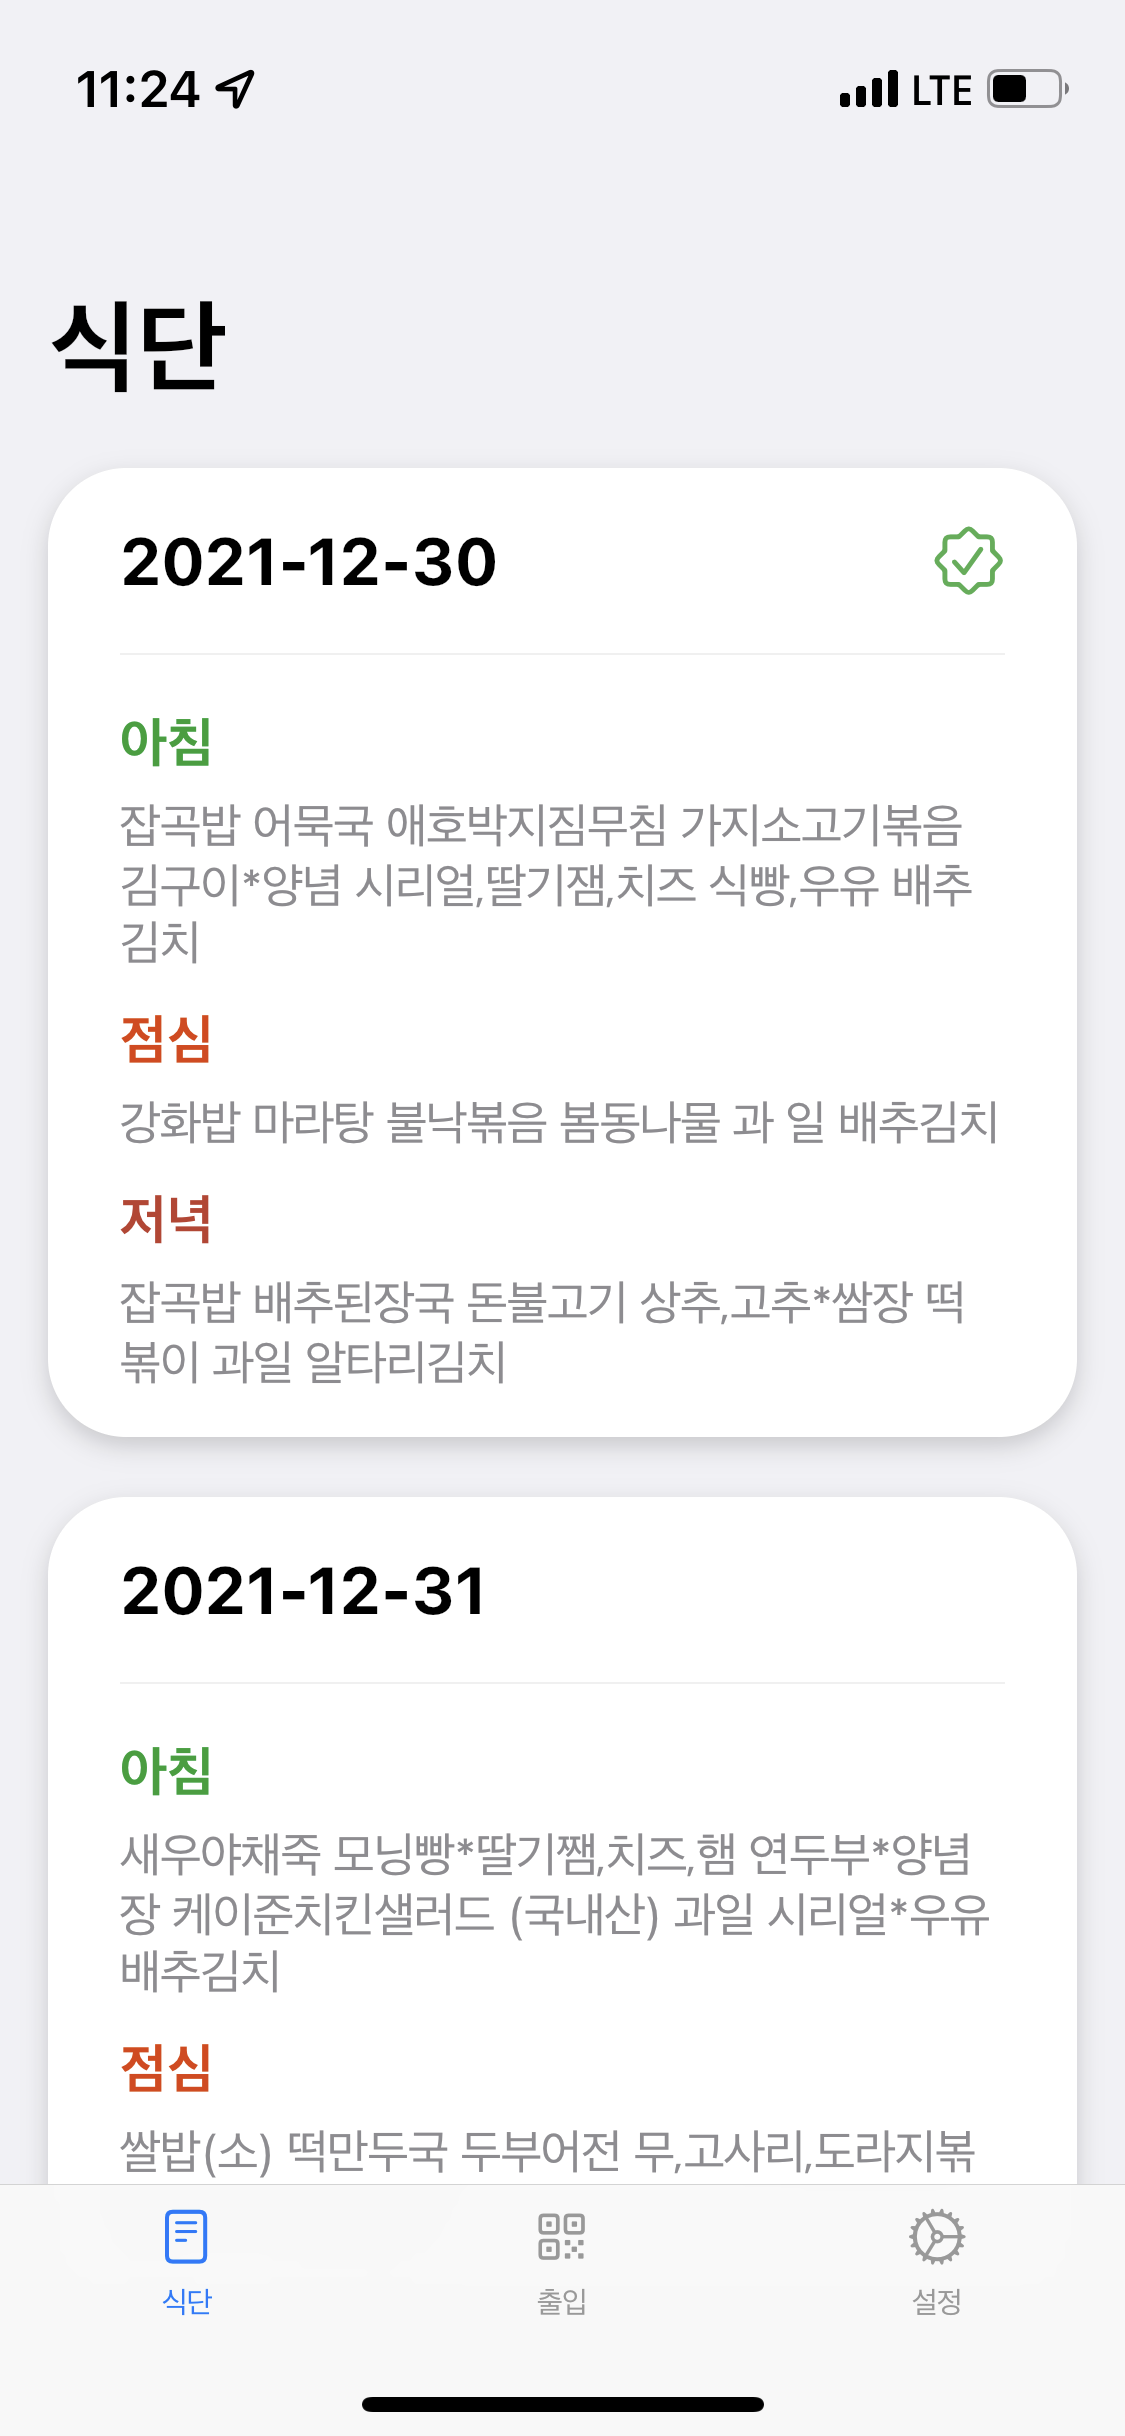 11:24
LTE
식단
2021-12-30
아침
잡곡밥 어묵국 애호박지짐무침 가지소고기볶음
김구이*양념 시리얼,딸기잼,치즈 식빵,우유 배추
김치
점심
강화밥 마라탕 불낙볶음 봄동나물 과 일 배추김치
저녁
잡곡밥 배추된장국 돈불고기 상추,고추*쌈장 떡
볶이 과일 알타리김치
2021-12-31
아침
새우야채죽 모닝빵*딸기쨈,치즈,햄 연두부*양념
장 케이준치킨샐러드 (국내산) 과일 시리얼*우유
배추김치
점심
쌀밥(소) 떡만두국 두부어전 무,고사리,도라지볶
식단
출입
설정